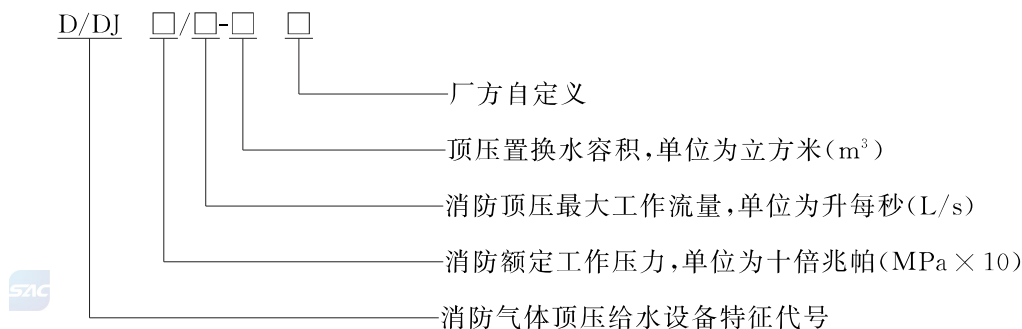 D/DJ □/□-□ □
厂方自定义
顶压置换水容积,单位为立方米(m³)
消防顶压最大工作流量,单位为升每秒(L/s)
消防额定工作压力,单位为十倍兆帕(MPa×10)
消防气体顶压给水设备特征代号
SAC